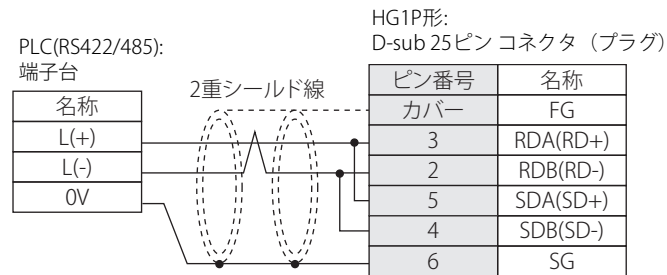 HG1P形:
D-sub 25ピン コネクタ（プラグ）
PLC(RS422/485):
端子台
2重シールド線
ピン番号 名称
名称
カバー FG
L(+)
3 RDA(RD+)
L(-)
2 RDB(RD-)
0V
5 SDA(SD+)
4 SDB(SD-)
6 SG